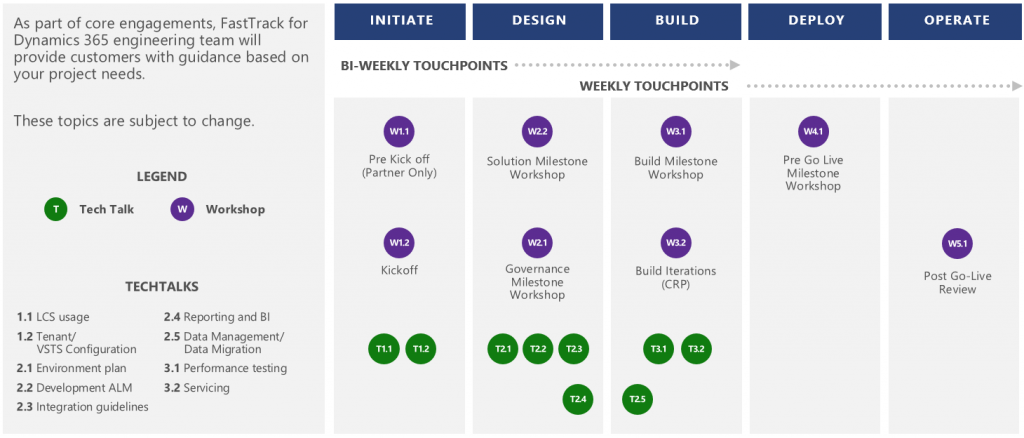 As part of core engagements, FastTrack for
Dynamics 365 engineering team will
provide customers with guidance based on
your project needs.
These topics are subject to change.
LEGEND
T Tech Talk W Workshop
TECHTALKS
1.1 LCS usage
1.2 Tenant/
VSTS Configuration
2.1 Environment plan
2.2 Development ALM
2.3 Integration guidelines
2.4 Reporting and BI
2.5 Data Management/
Data Migration
3.1 Performance testing
3.2 Servicing
INITIATE DESIGN BUILD DEPLOY OPERATE
BI-WEEKLY TOUCHPOINTS
WEEKLY TOUCHPOINTS
W1.1
Pre Kick off
(Partner Only)
W1.2
Kickoff
T1.1 T1.2
W2.2
Solution Milestone
Workshop
W2.1
Governance
Milestone
Workshop
T2.1 T2.2 T2.3
T2.4
W3.1
Build Milestone
Workshop
W3.2
Build Iterations
(CRP)
T3.1 T3.2
T2.5
W4.1
Pre Go Live
Milestone
Workshop
W5.1
Post Go-Live
Review